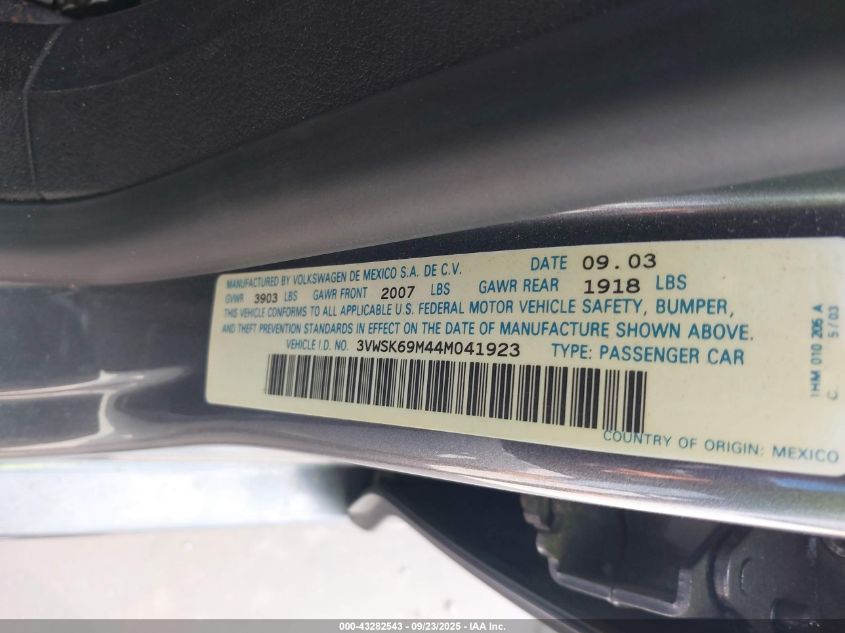 MANUFACTURED BY VOLKSWAGEN DE MEXICO S.A. DE C.V. DATE 09.03
GVWR 3903 LBS GAWR FRONT 2007 LBS GAWR REAR 1918 LBS
THIS VEHICLE CONFORMS TO ALL APPLICABLE U.S. FEDERAL MOTOR VEHICLE SAFETY, BUMPER,
AND THEFT PREVENTION STANDARDS IN EFFECT ON THE DATE OF MANUFACTURE SHOWN ABOVE.
VEHICLE I D. NO. 3VWSK69M44M041923 TYPE: PASSENGER CAR
COUNTRY OF ORIGIN: MEXICO
1HM 010 205 A
C. 5/03
000-43282543 - 09/23/2025 - IAA Inc.